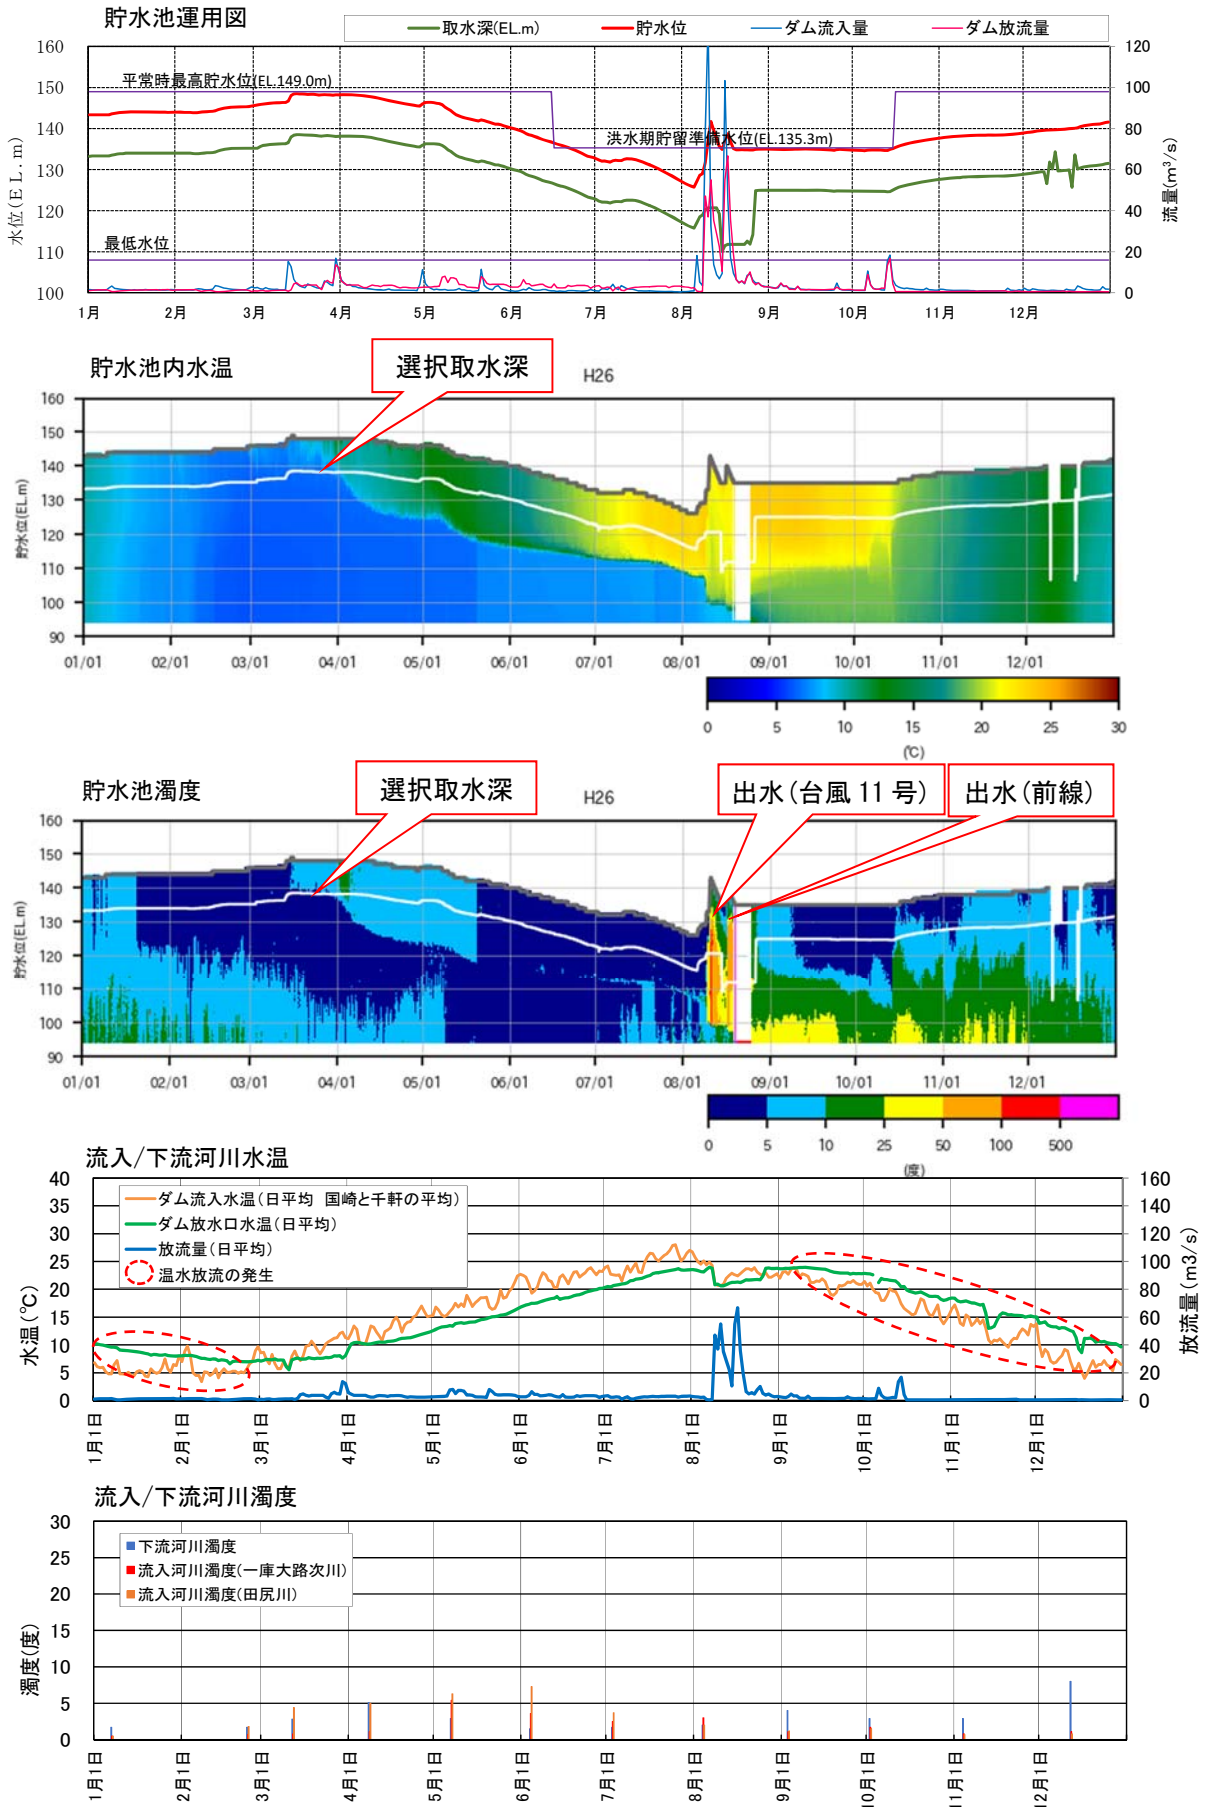 貯水池運用図
取水深(EL.m) 貯水位 ダム流入量 ダム放流量
水位(EL.m)
160
150
140
130
120
110
100
平常時最高貯水位(EL.149.0m)
洪水期貯留準備水位(EL.135.3m)
最低水位
120
100
80
60
40
20
0
流量(m³/s)
1月 2月 3月 4月 5月 6月 7月 8月 9月 10月 11月 12月
貯水池内水温
選択取水深
H26
貯水位(EL.m)
160
150
140
130
120
110
100
90
01/01 02/01 03/01 04/01 05/01 06/01 07/01 08/01 09/01 10/01 11/01 12/01
0 5 10 15 20 25 30
(℃)
貯水池濁度
選択取水深
H26
出水(台風11号)
出水(前線)
貯水位(EL.m)
160
150
140
130
120
110
100
90
01/01 02/01 03/01 04/01 05/01 06/01 07/01 08/01 09/01 10/01 11/01 12/01
0 5 10 25 50 100 500
(度)
流入/下流河川水温
水温(℃)
40
35
30
25
20
15
10
5
0
ダム流入水温(日平均 国崎と千軒の平均)
ダム放水口水温(日平均)
放流量(日平均)
温水放流の発生
160
140
120
100
80
60
40
20
0
放流量(m3/s)
1月1日 2月1日 3月1日 4月1日 5月1日 6月1日 7月1日 8月1日 9月1日 10月1日 11月1日 12月1日
流入/下流河川濁度
濁度(度)
30
25
20
15
10
5
0
下流河川濁度
流入河川濁度(一庫大路次川)
流入河川濁度(田尻川)
1月1日 2月1日 3月1日 4月1日 5月1日 6月1日 7月1日 8月1日 9月1日 10月1日 11月1日 12月1日